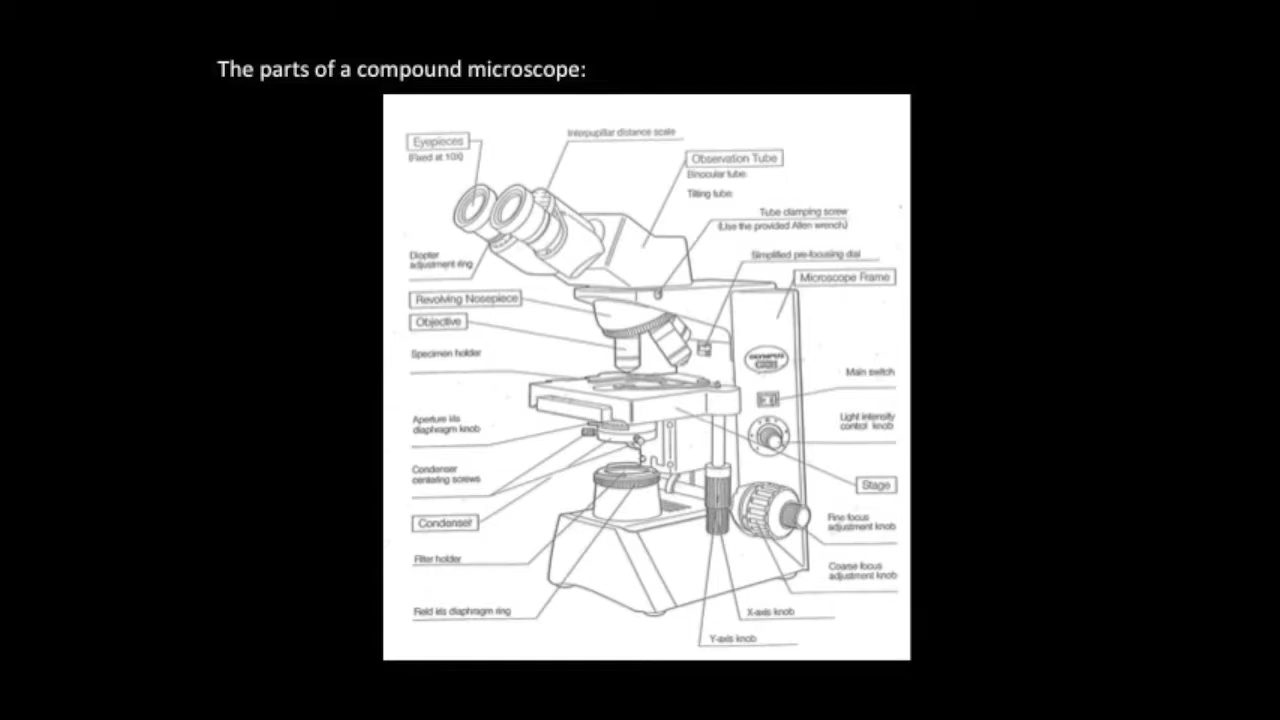 The parts of a compound microscope:
Interpupillar distance scale
Eyepieces
(Fixed at 10X)
Observation Tube
Binocular tube:
Tilting tube:
Tube clamping screw
(Use the provided Allen wrench)
Diopter
adjustment ring
Simplified pre-focusing dial
Microscope Frame
Revolving Nosepiece
Objective
Specimen holder
OLYMPUS
Main switch
Aperture iris
diaphragm knob
Light intensity
control knob
Condenser
centering screws
Stage
Condenser
Fine focus
adjustment knob
Filter holder
Coarse focus
adjustment knob
Field iris diaphragm ring
X-axis knob
Y-axis knob